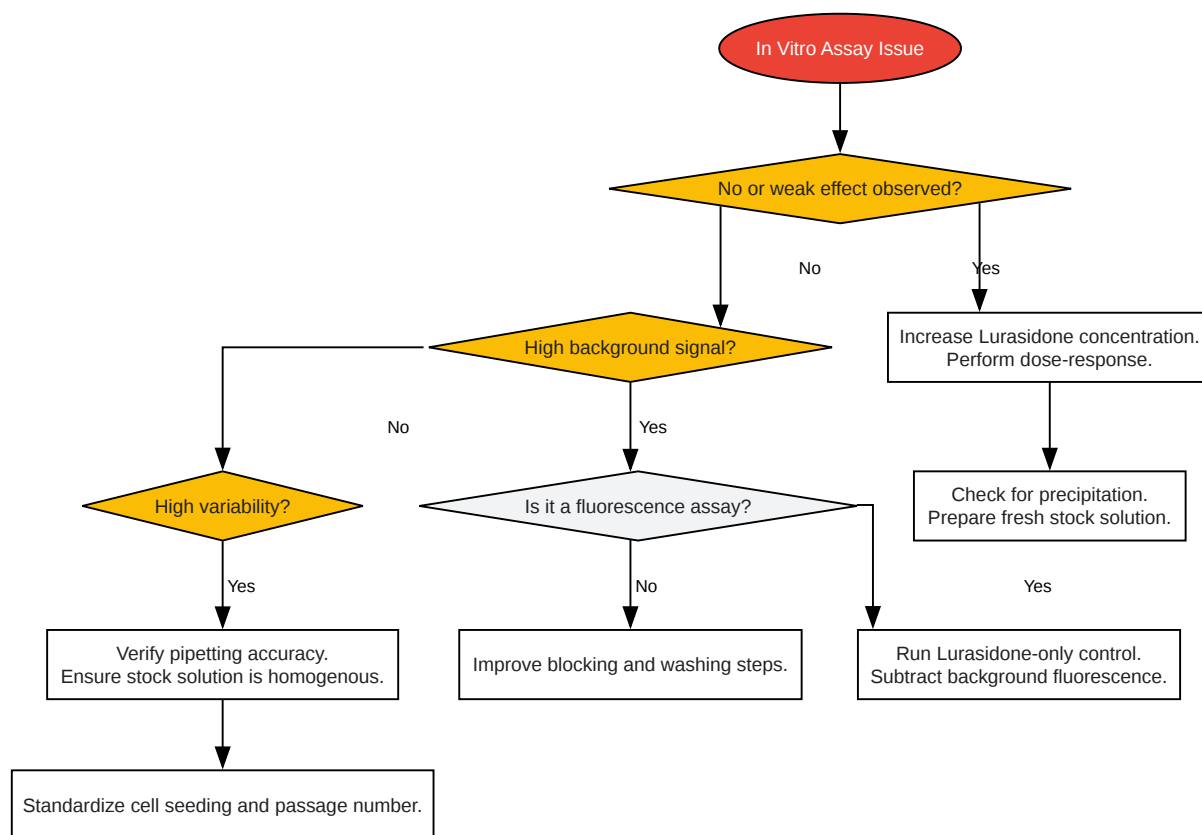 In Vitro Assay Issue
No or weak effect observed?
No
Yes
Increase Lurasidone concentration.
Perform dose-response.
High background signal?
No
Yes
Check for precipitation.
Prepare fresh stock solution.
High variability?
Is it a fluorescence assay?
Yes
No
Yes
Verify pipetting accuracy.
Ensure stock solution is homogenous.
Improve blocking and washing steps.
Run Lurasidone-only control.
Subtract background fluorescence.
Standardize cell seeding and passage number.